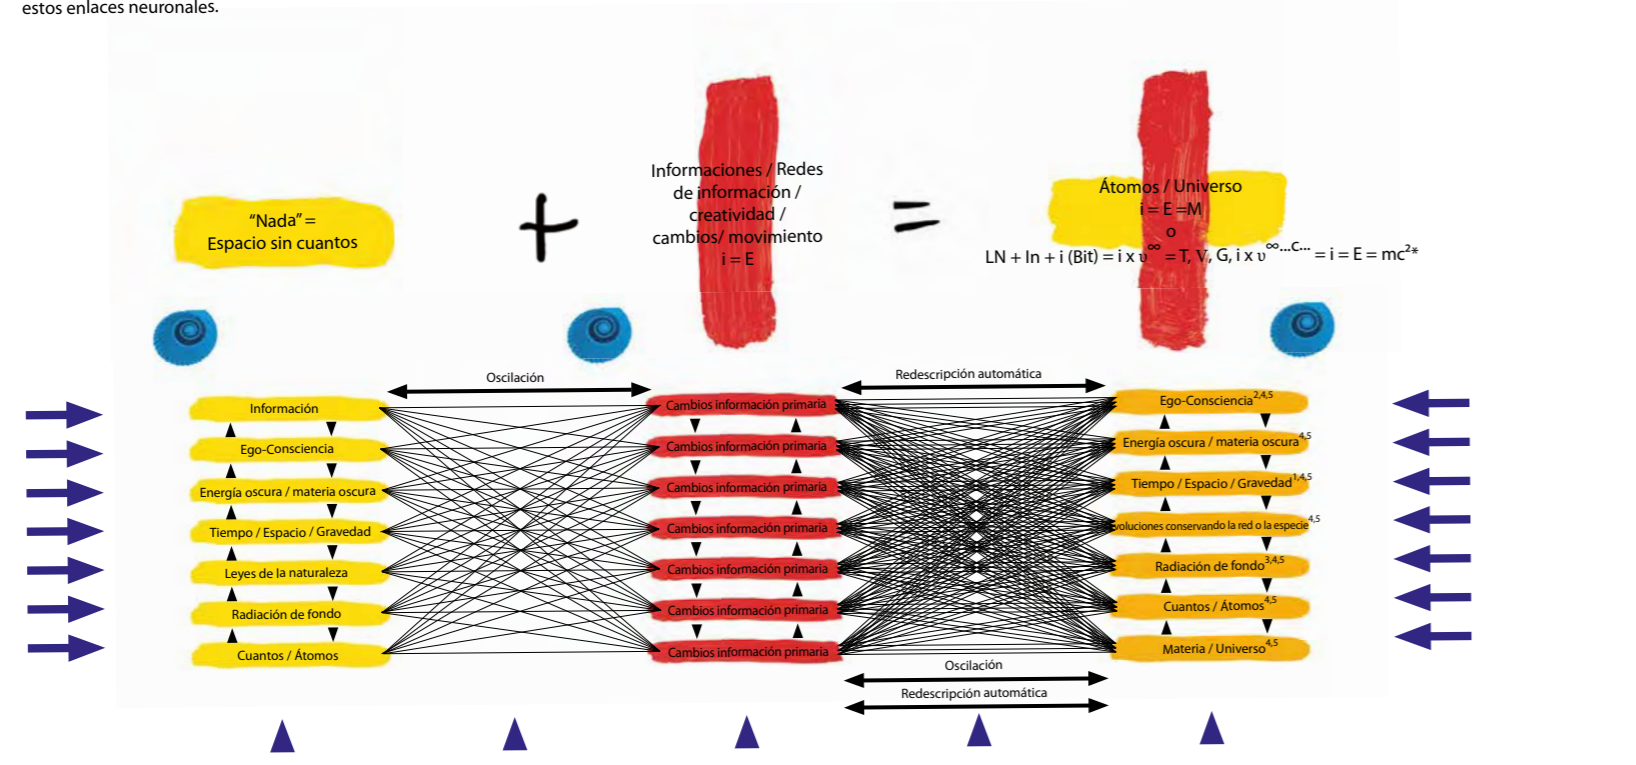 estos enlaces neuronales.
"Nada" =
Espacio sin cuantos
+
Informaciones / Redes
de información /
creatividad /
cambios/ movimiento
i = E
=
Átomos / Universo
i = E =M
o
LN + In + i (Bit) = i x υ∞ = T, V, G, i x υ∞...c... = i = E = mc²*
Oscilación
Redescripción automática
Información
Ego-Consciencia
Energía oscura / materia oscura
Tiempo / Espacio / Gravedad
Leyes de la naturaleza
Radiación de fondo
Cuantos / Átomos
Cambios información primaria
Cambios información primaria
Cambios información primaria
Cambios información primaria
Cambios información primaria
Cambios información primaria
Cambios información primaria
Ego-Consciencia2,4,5
Energía oscura / materia oscura4,5
Tiempo / Espacio / Gravedad1,4,5
voluciones conservando la red o la especie4,5
Radiación de fondo3,4,5
Cuantos / Átomos4,5
Materia / Universo4,5
Oscilación
Redescripción automática